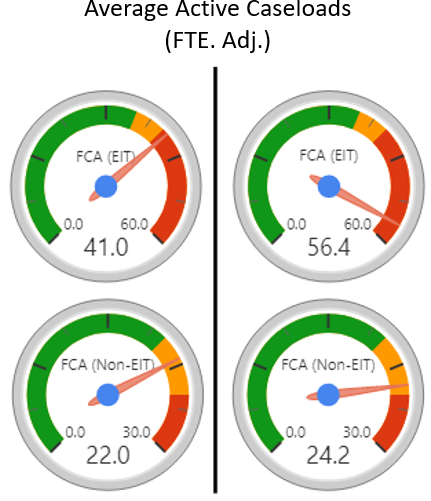 Average Active Caseloads
(FTE. Adj.)
FCA (EIT)
0.0 60.0
41.0
FCA (EIT)
0.0 60.0
56.4
FCA (Non-EIT)
0.0 30.0
22.0
FCA (Non-EIT)
0.0 30.0
24.2